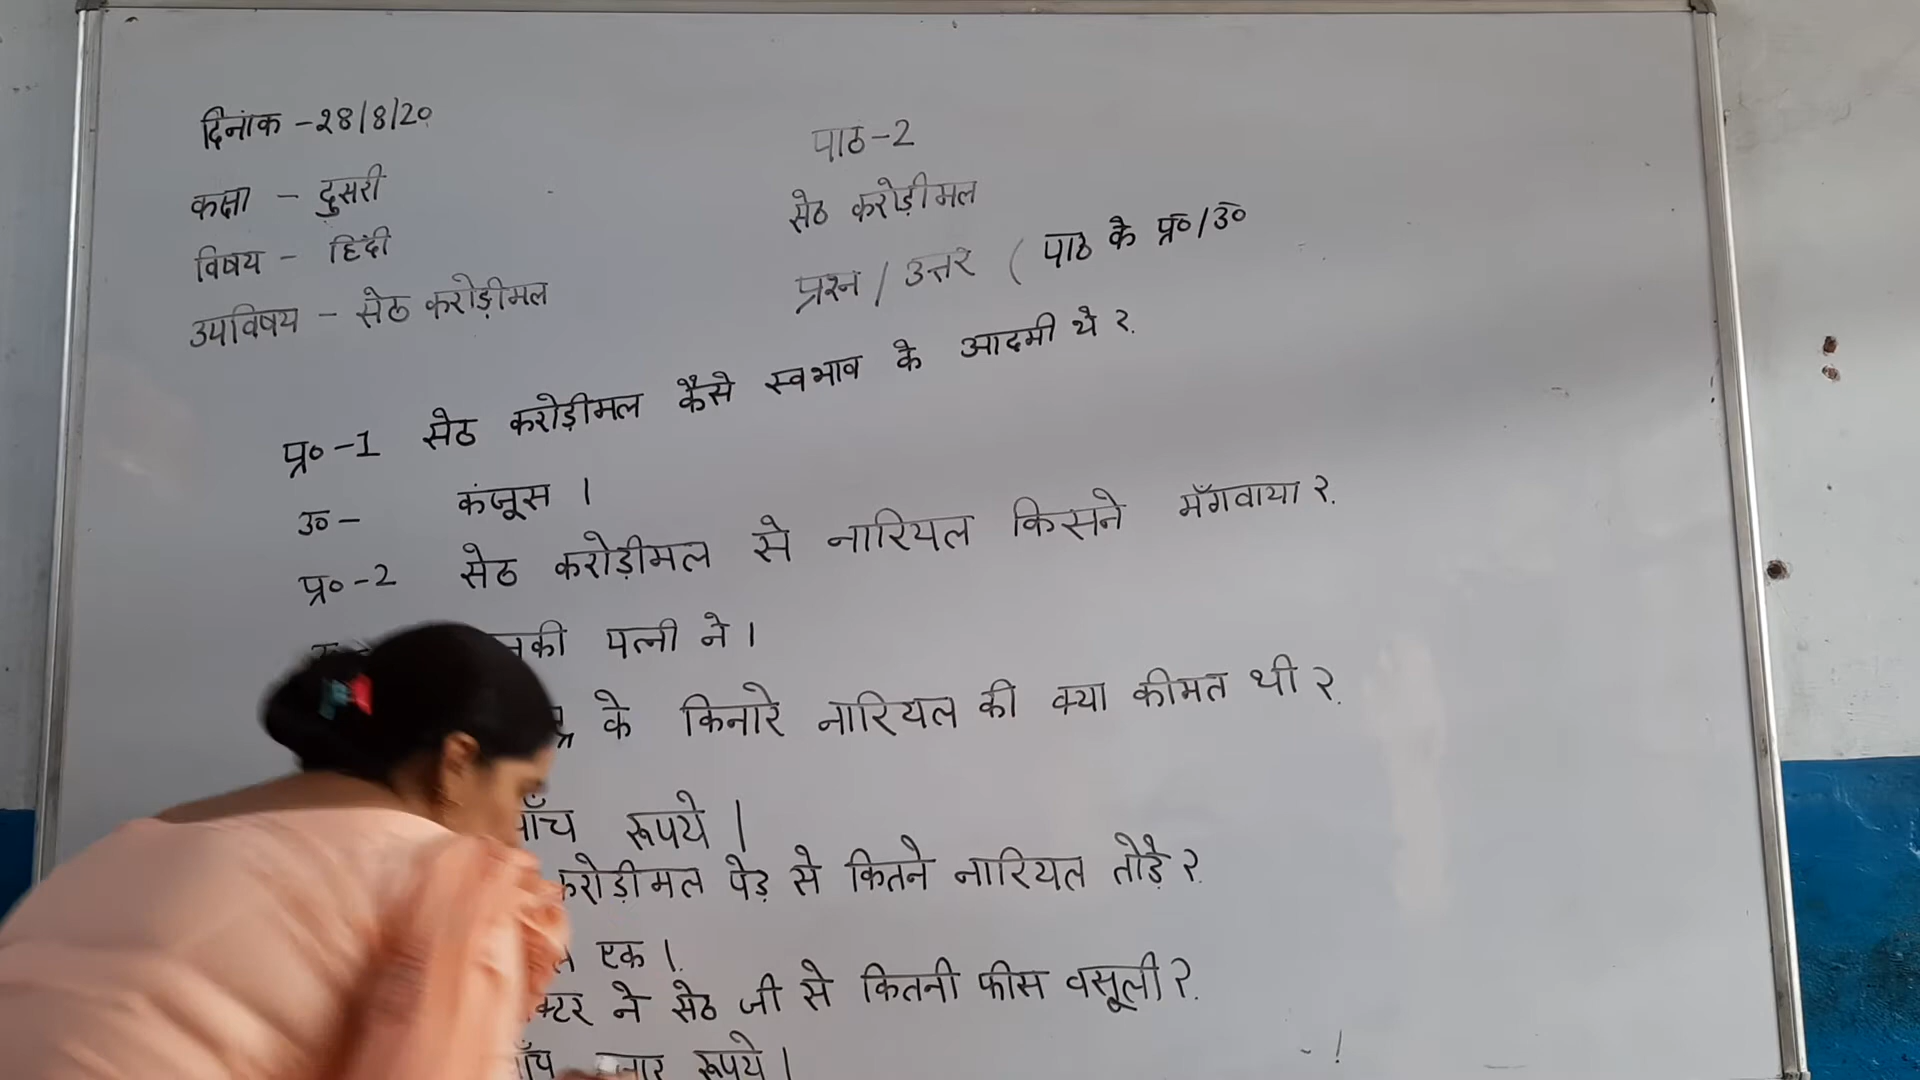 दिनांक -28/8/20
कक्षा - दुसरी
विषय - हिंदी
उपविषय - सेठ करोड़ीमल
पाठ-2
सेठ करोड़ीमल
प्रश्न / उत्तर ( पाठ के प्र०/उ०
प्र०-1 सेठ करोड़ीमल कैसे स्वभाव के आदमी थे ?
उ०- कंजूस ।
प्र०-2 सेठ करोड़ीमल से नारियल किसने मँगवाया ?
पत्नी ने ।
के किनारे नारियल की क्या कीमत थी ?
रूपये ।
करोड़ीमल पेड़ से कितने नारियल तोड़े ?
एक ।
ने सेठ जी से कितनी फीस वसूली ?
रूपये ।